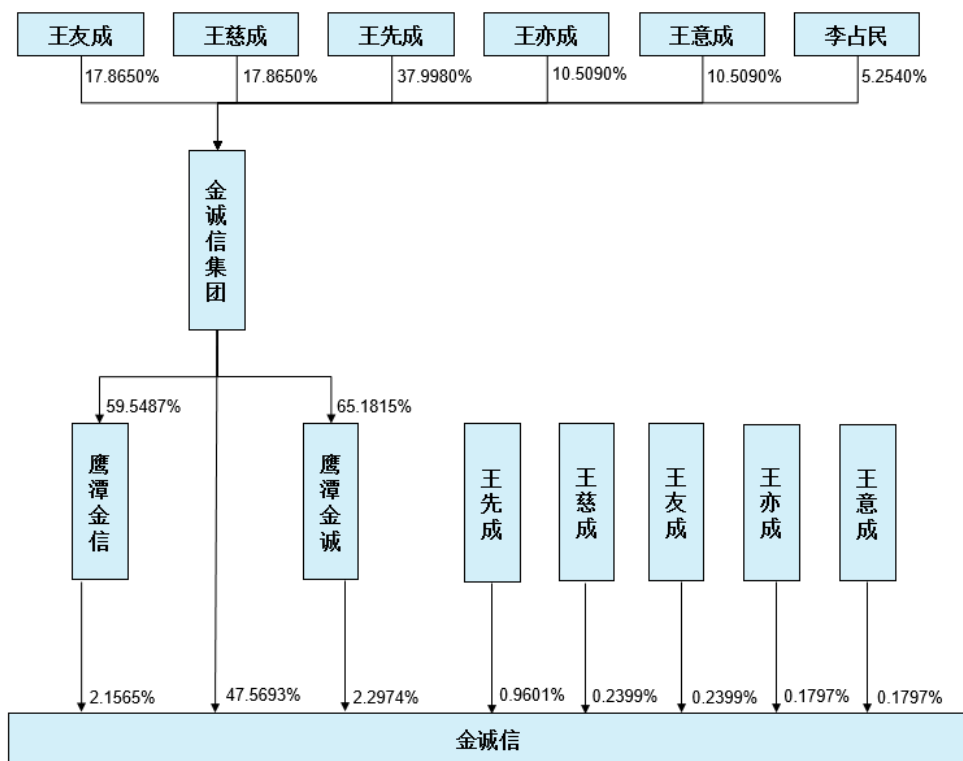 王友成
王慈成
王先成
王亦成
王意成
李占民
17.8650%
17.8650%
37.9980%
10.5090%
10.5090%
5.2540%
金诚信集团
59.5487%
65.1815%
鹰潭金信
鹰潭金诚
王先成
王慈成
王友成
王亦成
王意成
2.1565%
47.5693%
2.2974%
0.9601%
0.2399%
0.2399%
0.1797%
0.1797%
金诚信